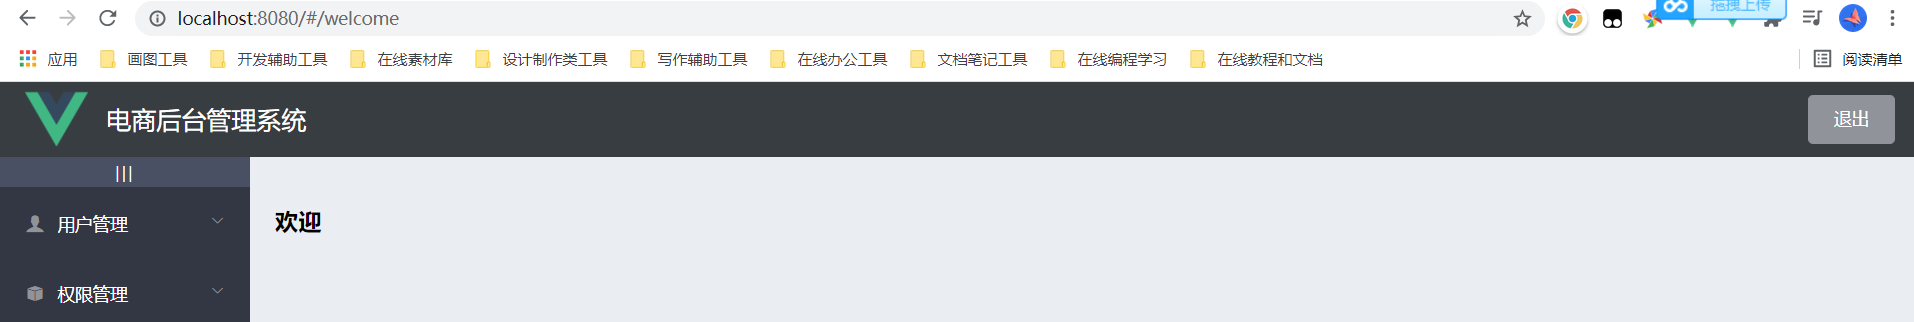 localhost:8080/#/welcome
拖拽上传
应用 画图工具 开发辅助工具 在线素材库 设计制作类工具 写作辅助工具 在线办公工具 文档笔记工具 在线编程学习 在线教程和文档 阅读清单
电商后台管理系统 退出
|||
用户管理
欢迎
权限管理